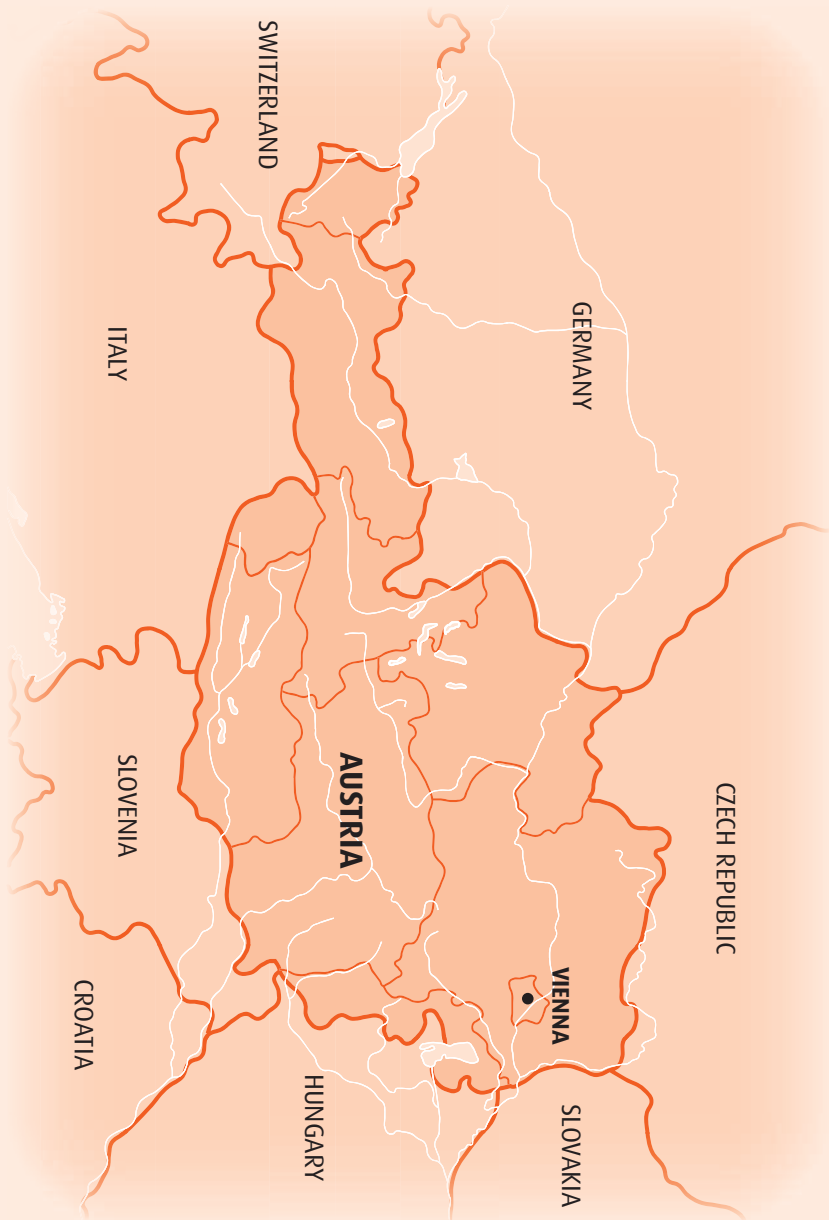 CZECH REPUBLIC
GERMANY
SLOVAKIA
VIENNA
AUSTRIA
HUNGARY
SWITZERLAND
ITALY
SLOVENIA
CROATIA